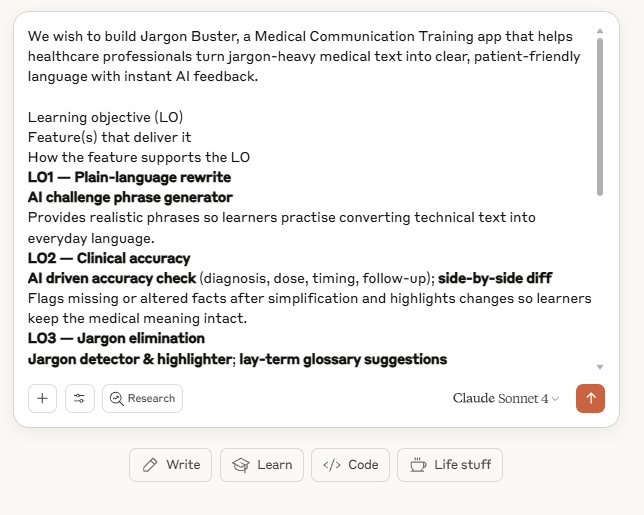 We wish to build Jargon Buster, a Medical Communication Training app that helps
healthcare professionals turn jargon-heavy medical text into clear, patient-friendly
language with instant AI feedback.
Learning objective (LO)
Feature(s) that deliver it
How the feature supports the LO
LO1 — Plain-language rewrite
AI challenge phrase generator
Provides realistic phrases so learners practise converting technical text into
everyday language.
LO2 — Clinical accuracy
AI driven accuracy check (diagnosis, dose, timing, follow-up); side-by-side diff
Flags missing or altered facts after simplification and highlights changes so learners
keep the medical meaning intact.
LO3 — Jargon elimination
Jargon detector & highlighter; lay-term glossary suggestions
Research
Claude Sonnet 4
Write
Learn
Code
Life stuff